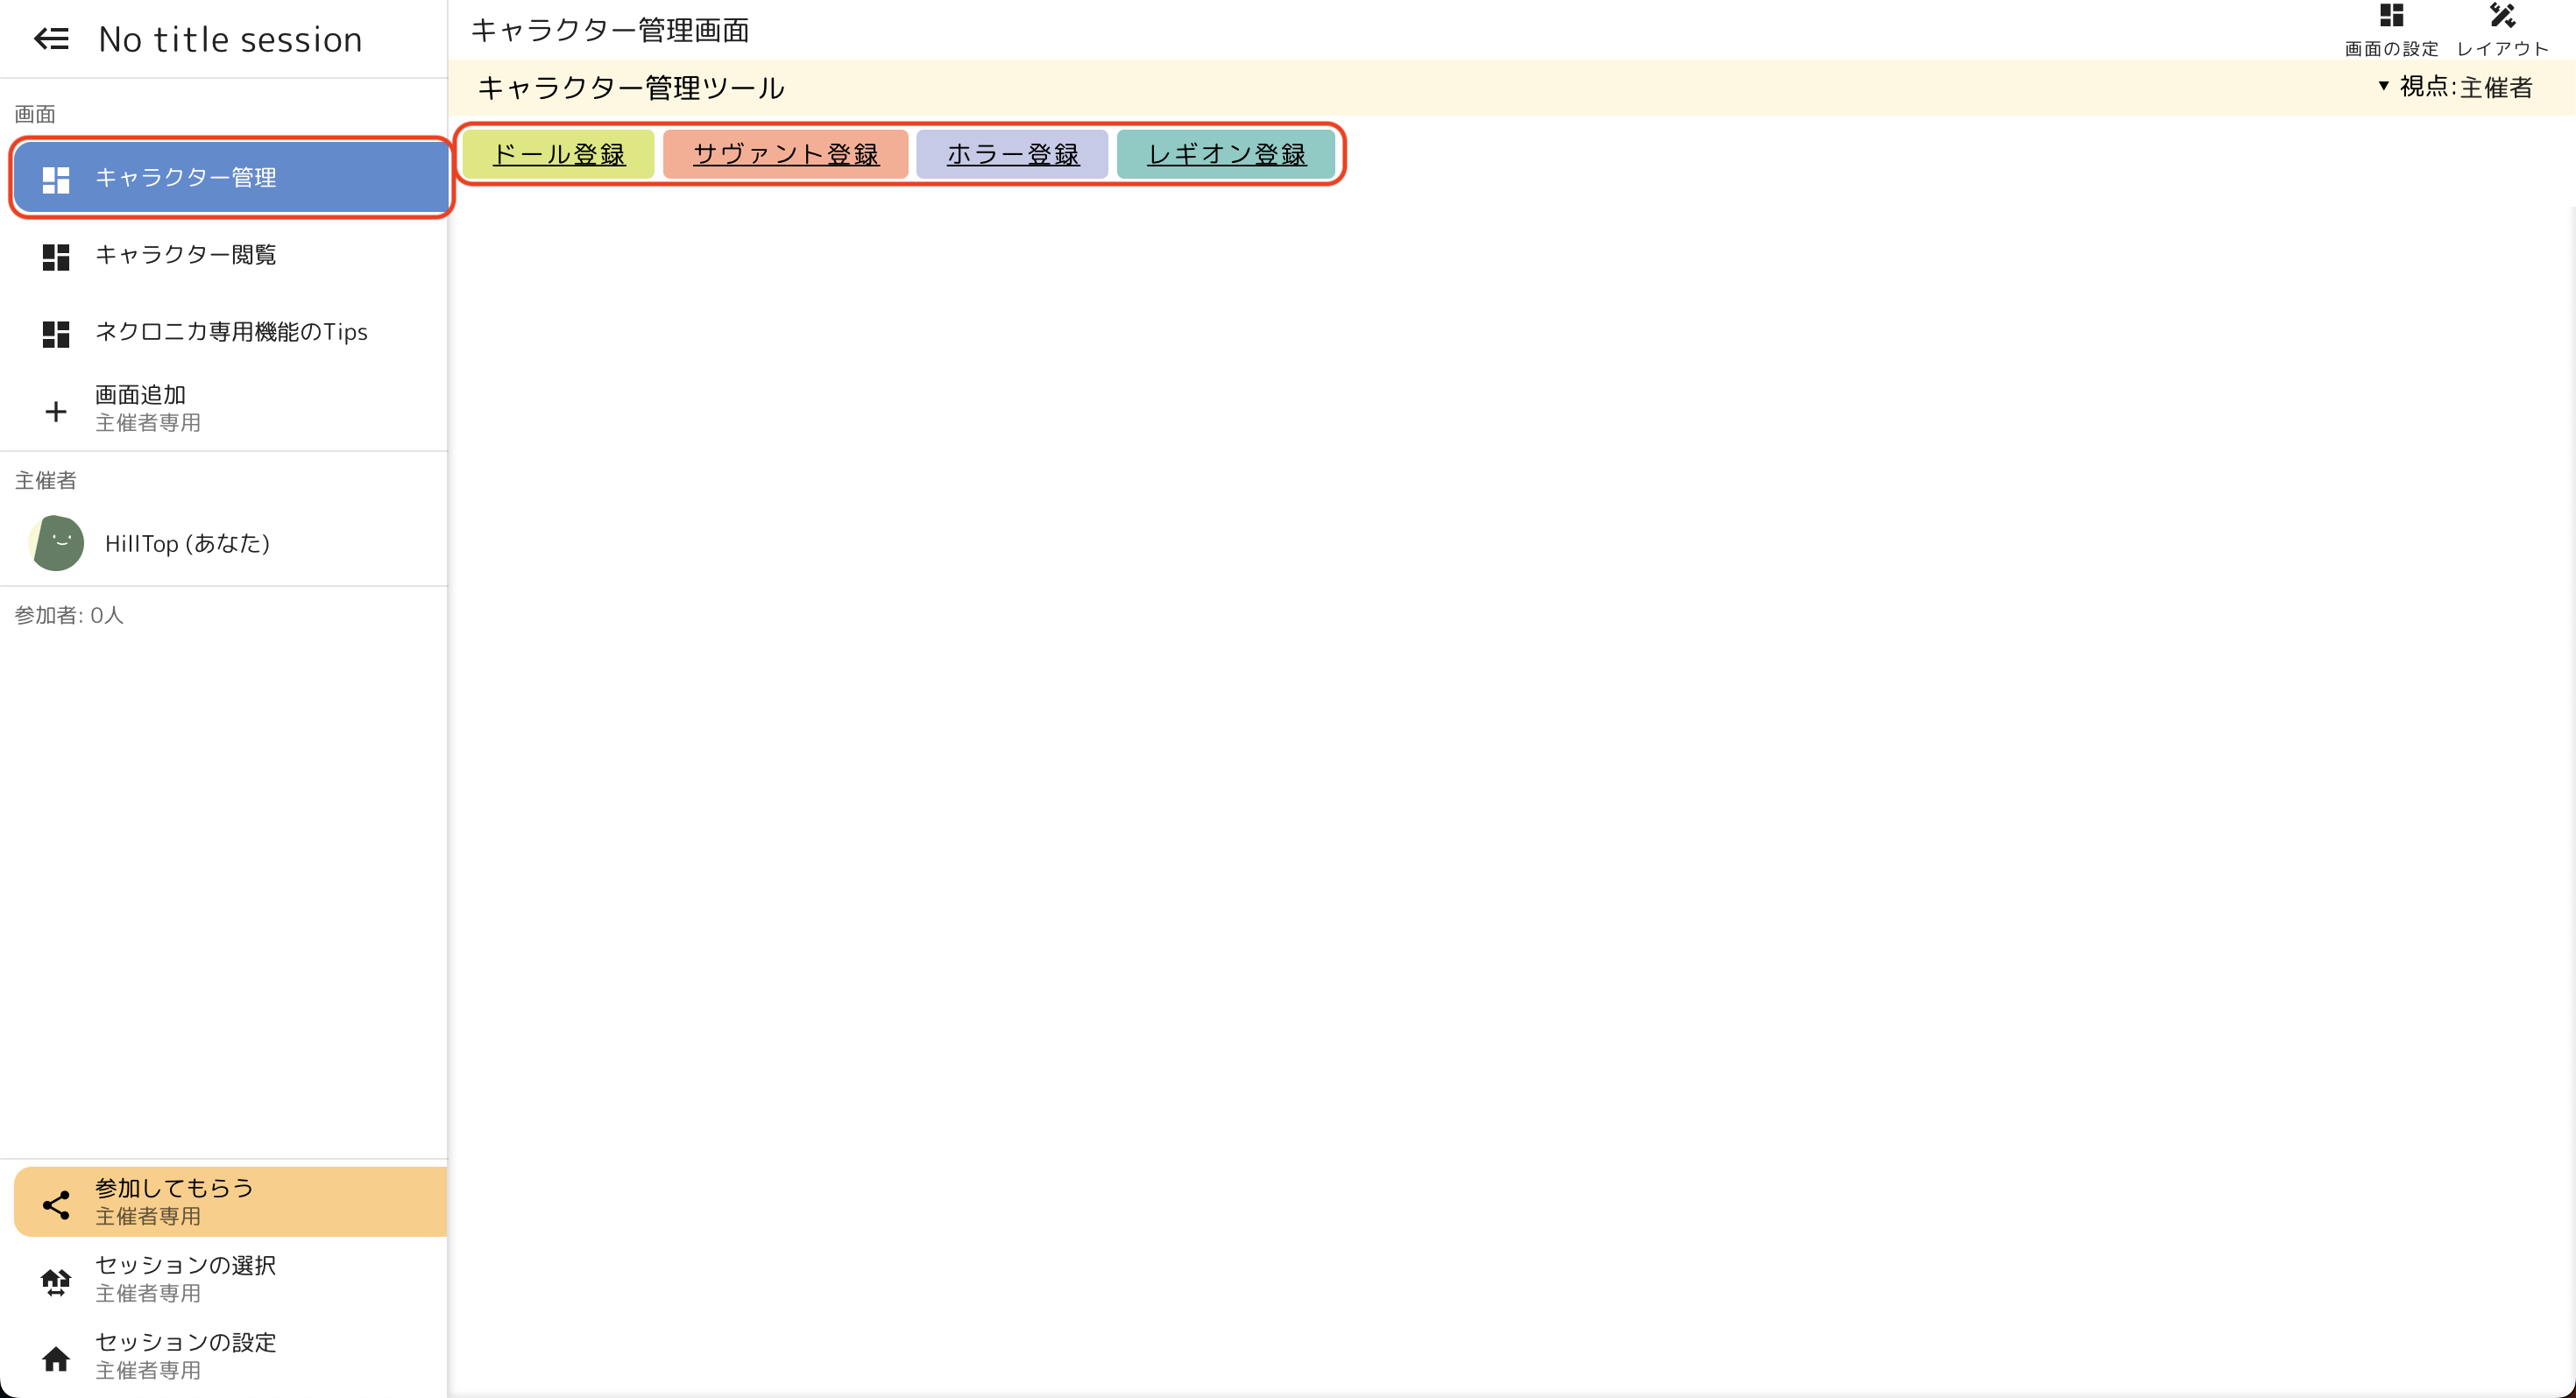 No title session
画面
キャラクター管理
キャラクター閲覧
ネクロニカ専用機能のTips
画面追加
主催者専用
主催者
HillTop (あなた)
参加者: 0人
参加してもらう
主催者専用
セッションの選択
主催者専用
セッションの設定
主催者専用
キャラクター管理画面
画面の設定 レイアウト
キャラクター管理ツール
▼ 視点:主催者
ドール登録 サヴァント登録 ホラー登録 レギオン登録